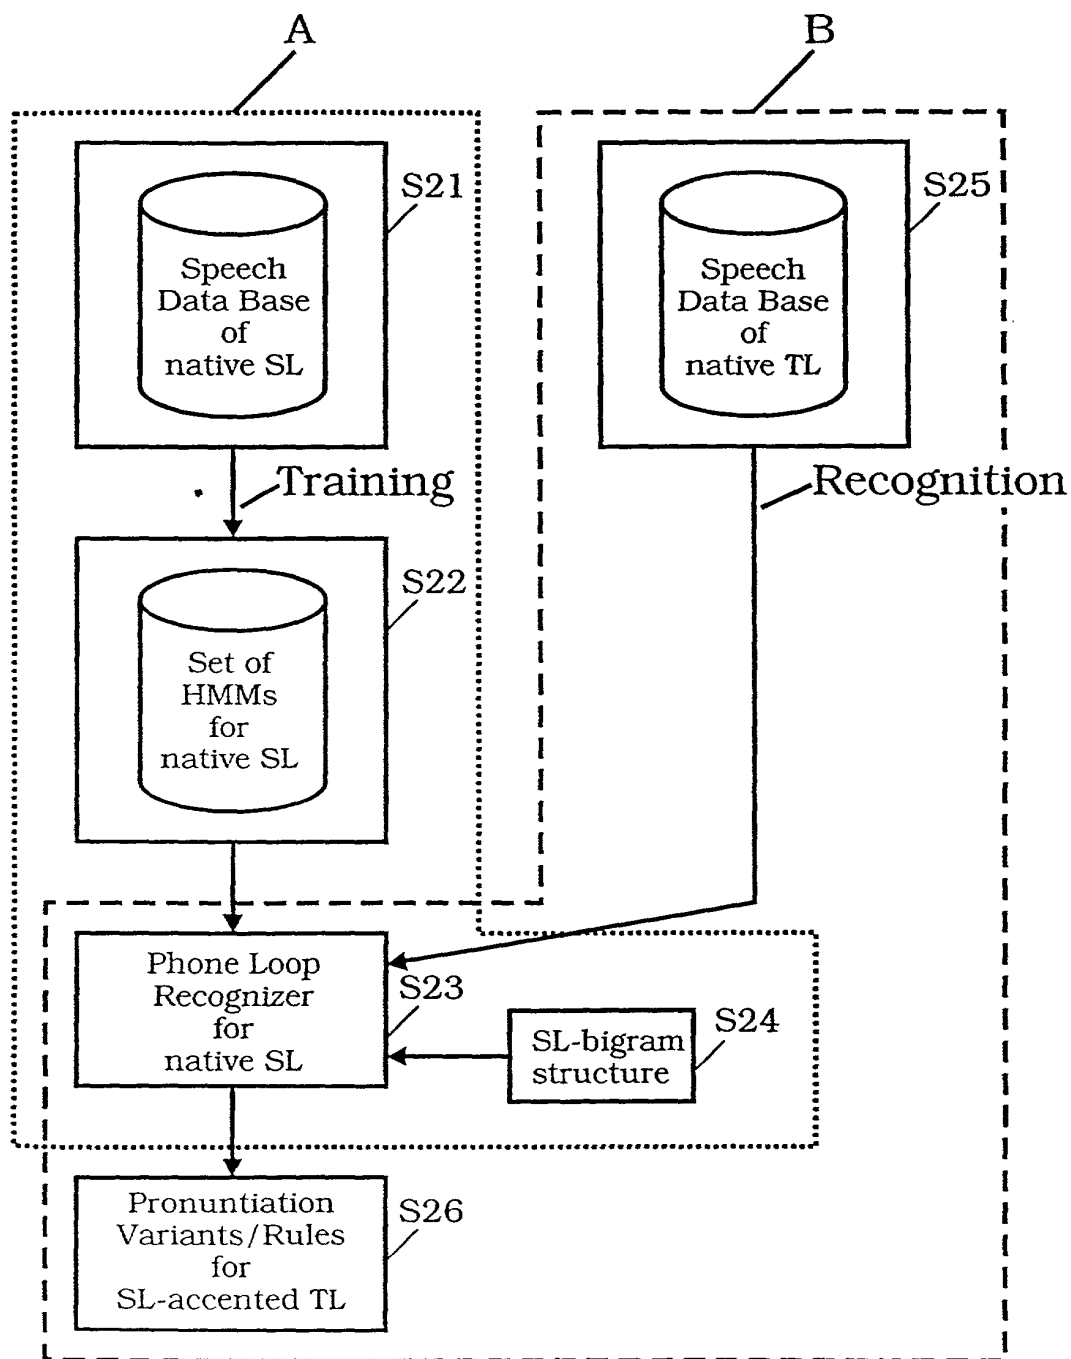 A
B
S21
Speech
Data Base
of
native SL
S25
Speech
Data Base
of
native TL
Training
Recognition
S22
Set of
HMMs
for
native SL
Phone Loop
Recognizer
for
native SL
S23
SL-bigram
structure
S24
Pronuntiation
Variants/Rules
for
SL-accented TL
S26